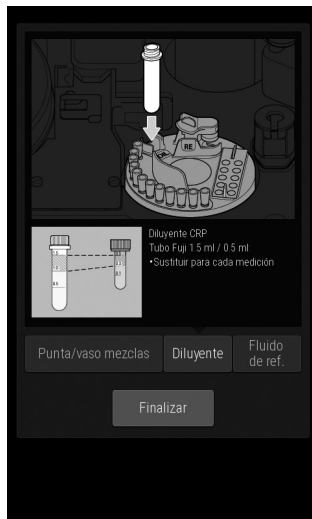 RE
Diluyente CRP
Tubo Fuji 1.5 ml / 0.5 ml
•Sustituir para cada medición
Punta/vaso mezclas
Diluyente
Fluido
de ref.
Finalizar